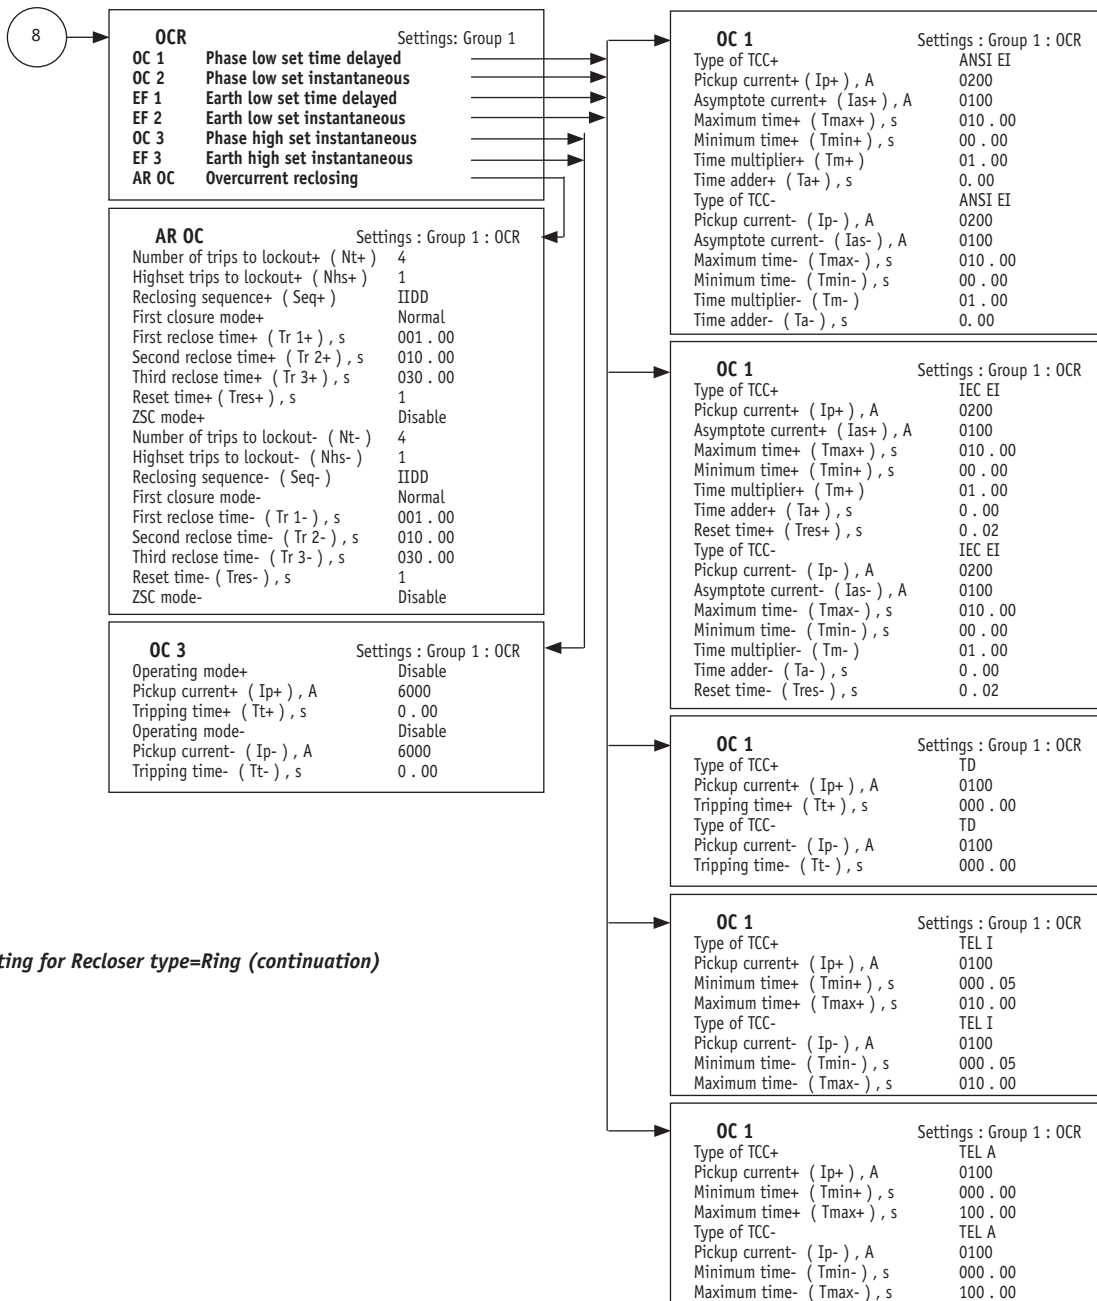 8
OCR Settings: Group 1
OC 1 Phase low set time delayed
OC 2 Phase low set instantaneous
EF 1 Earth low set time delayed
EF 2 Earth low set instantaneous
OC 3 Phase high set instantaneous
EF 3 Earth high set instantaneous
AR OC Overcurrent reclosing
AR OC Settings : Group 1 : OCR
Number of trips to lockout+ ( Nt+ ) 4
Highset trips to lockout+ ( Nhs+ ) 1
Reclosing sequence+ ( Seq+ ) IIDD
First closure mode+ Normal
First reclose time+ ( Tr 1+ ) , s 001 . 00
Second reclose time+ ( Tr 2+ ) , s 010 . 00
Third reclose time+ ( Tr 3+ ) , s 030 . 00
Reset time+ ( Tres+ ) , s 1
ZSC mode+ Disable
Number of trips to lockout- ( Nt- ) 4
Highset trips to lockout- ( Nhs- ) 1
Reclosing sequence- ( Seq- ) IIDD
First closure mode- Normal
First reclose time- ( Tr 1- ) , s 001 . 00
Second reclose time- ( Tr 2- ) , s 010 . 00
Third reclose time- ( Tr 3- ) , s 030 . 00
Reset time- ( Tres- ) , s 1
ZSC mode- Disable
OC 3 Settings : Group 1 : OCR
Operating mode+ Disable
Pickup current+ ( Ip+ ) , A 6000
Tripping time+ ( Tt+ ) , s 0 . 00
Operating mode- Disable
Pickup current- ( Ip- ) , A 6000
Tripping time- ( Tt- ) , s 0 . 00
ting for Recloser type=Ring (continuation)
OC 1 Settings : Group 1 : OCR
Type of TCC+ ANSI EI
Pickup current+ ( Ip+ ) , A 0200
Asymptote current+ ( Ias+ ) , A 0100
Maximum time+ ( Tmax+ ) , s 010 . 00
Minimum time+ ( Tmin+ ) , s 00 . 00
Time multiplier+ ( Tm+ ) 01 . 00
Time adder+ ( Ta+ ) , s 0. 00
Type of TCC- ANSI EI
Pickup current- ( Ip- ) , A 0200
Asymptote current- ( Ias- ) , A 0100
Maximum time- ( Tmax- ) , s 010 . 00
Minimum time- ( Tmin- ) , s 00 . 00
Time multiplier- ( Tm- ) 01 . 00
Time adder- ( Ta- ) , s 0. 00
OC 1 Settings : Group 1 : OCR
Type of TCC+ IEC EI
Pickup current+ ( Ip+ ) , A 0200
Asymptote current+ ( Ias+ ) , A 0100
Maximum time+ ( Tmax+ ) , s 010 . 00
Minimum time+ ( Tmin+ ) , s 00 . 00
Time multiplier+ ( Tm+ ) 01 . 00
Time adder+ ( Ta+ ) , s 0 . 00
Reset time+ ( Tres+ ) , s 0 . 02
Type of TCC- IEC EI
Pickup current- ( Ip- ) , A 0200
Asymptote current- ( Ias- ) , A 0100
Maximum time- ( Tmax- ) , s 010 . 00
Minimum time- ( Tmin- ) , s 00 . 00
Time multiplier- ( Tm- ) 01 . 00
Time adder- ( Ta- ) , s 0 . 00
Reset time- ( Tres- ) , s 0 . 02
OC 1 Settings : Group 1 : OCR
Type of TCC+ TD
Pickup current+ ( Ip+ ) , A 0100
Tripping time+ ( Tt+ ) , s 000 . 00
Type of TCC- TD
Pickup current- ( Ip- ) , A 0100
Tripping time- ( Tt- ) , s 000 . 00
OC 1 Settings : Group 1 : OCR
Type of TCC+ TEL I
Pickup current+ ( Ip+ ) , A 0100
Minimum time+ ( Tmin+ ) , s 000 . 05
Maximum time+ ( Tmax+ ) , s 010 . 00
Type of TCC- TEL I
Pickup current- ( Ip- ) , A 0100
Minimum time- ( Tmin- ) , s 000 . 05
Maximum time- ( Tmax- ) , s 010 . 00
OC 1 Settings : Group 1 : OCR
Type of TCC+ TEL A
Pickup current+ ( Ip+ ) , A 0100
Minimum time+ ( Tmin+ ) , s 000 . 00
Maximum time+ ( Tmax+ ) , s 100 . 00
Type of TCC- TEL A
Pickup current- ( Ip- ) , A 0100
Minimum time- ( Tmin- ) , s 000 . 00
Maximum time- ( Tmax- ) , s 100 . 00